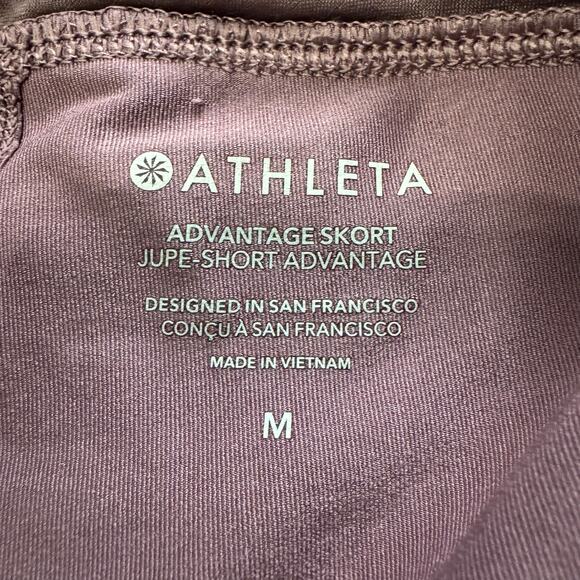 ATHLETA
ADVANTAGE SKORT
JUPE-SHORT ADVANTAGE
DESIGNED IN SAN FRANCISCO
CONÇU À SAN FRANCISCO
MADE IN VIETNAM
M